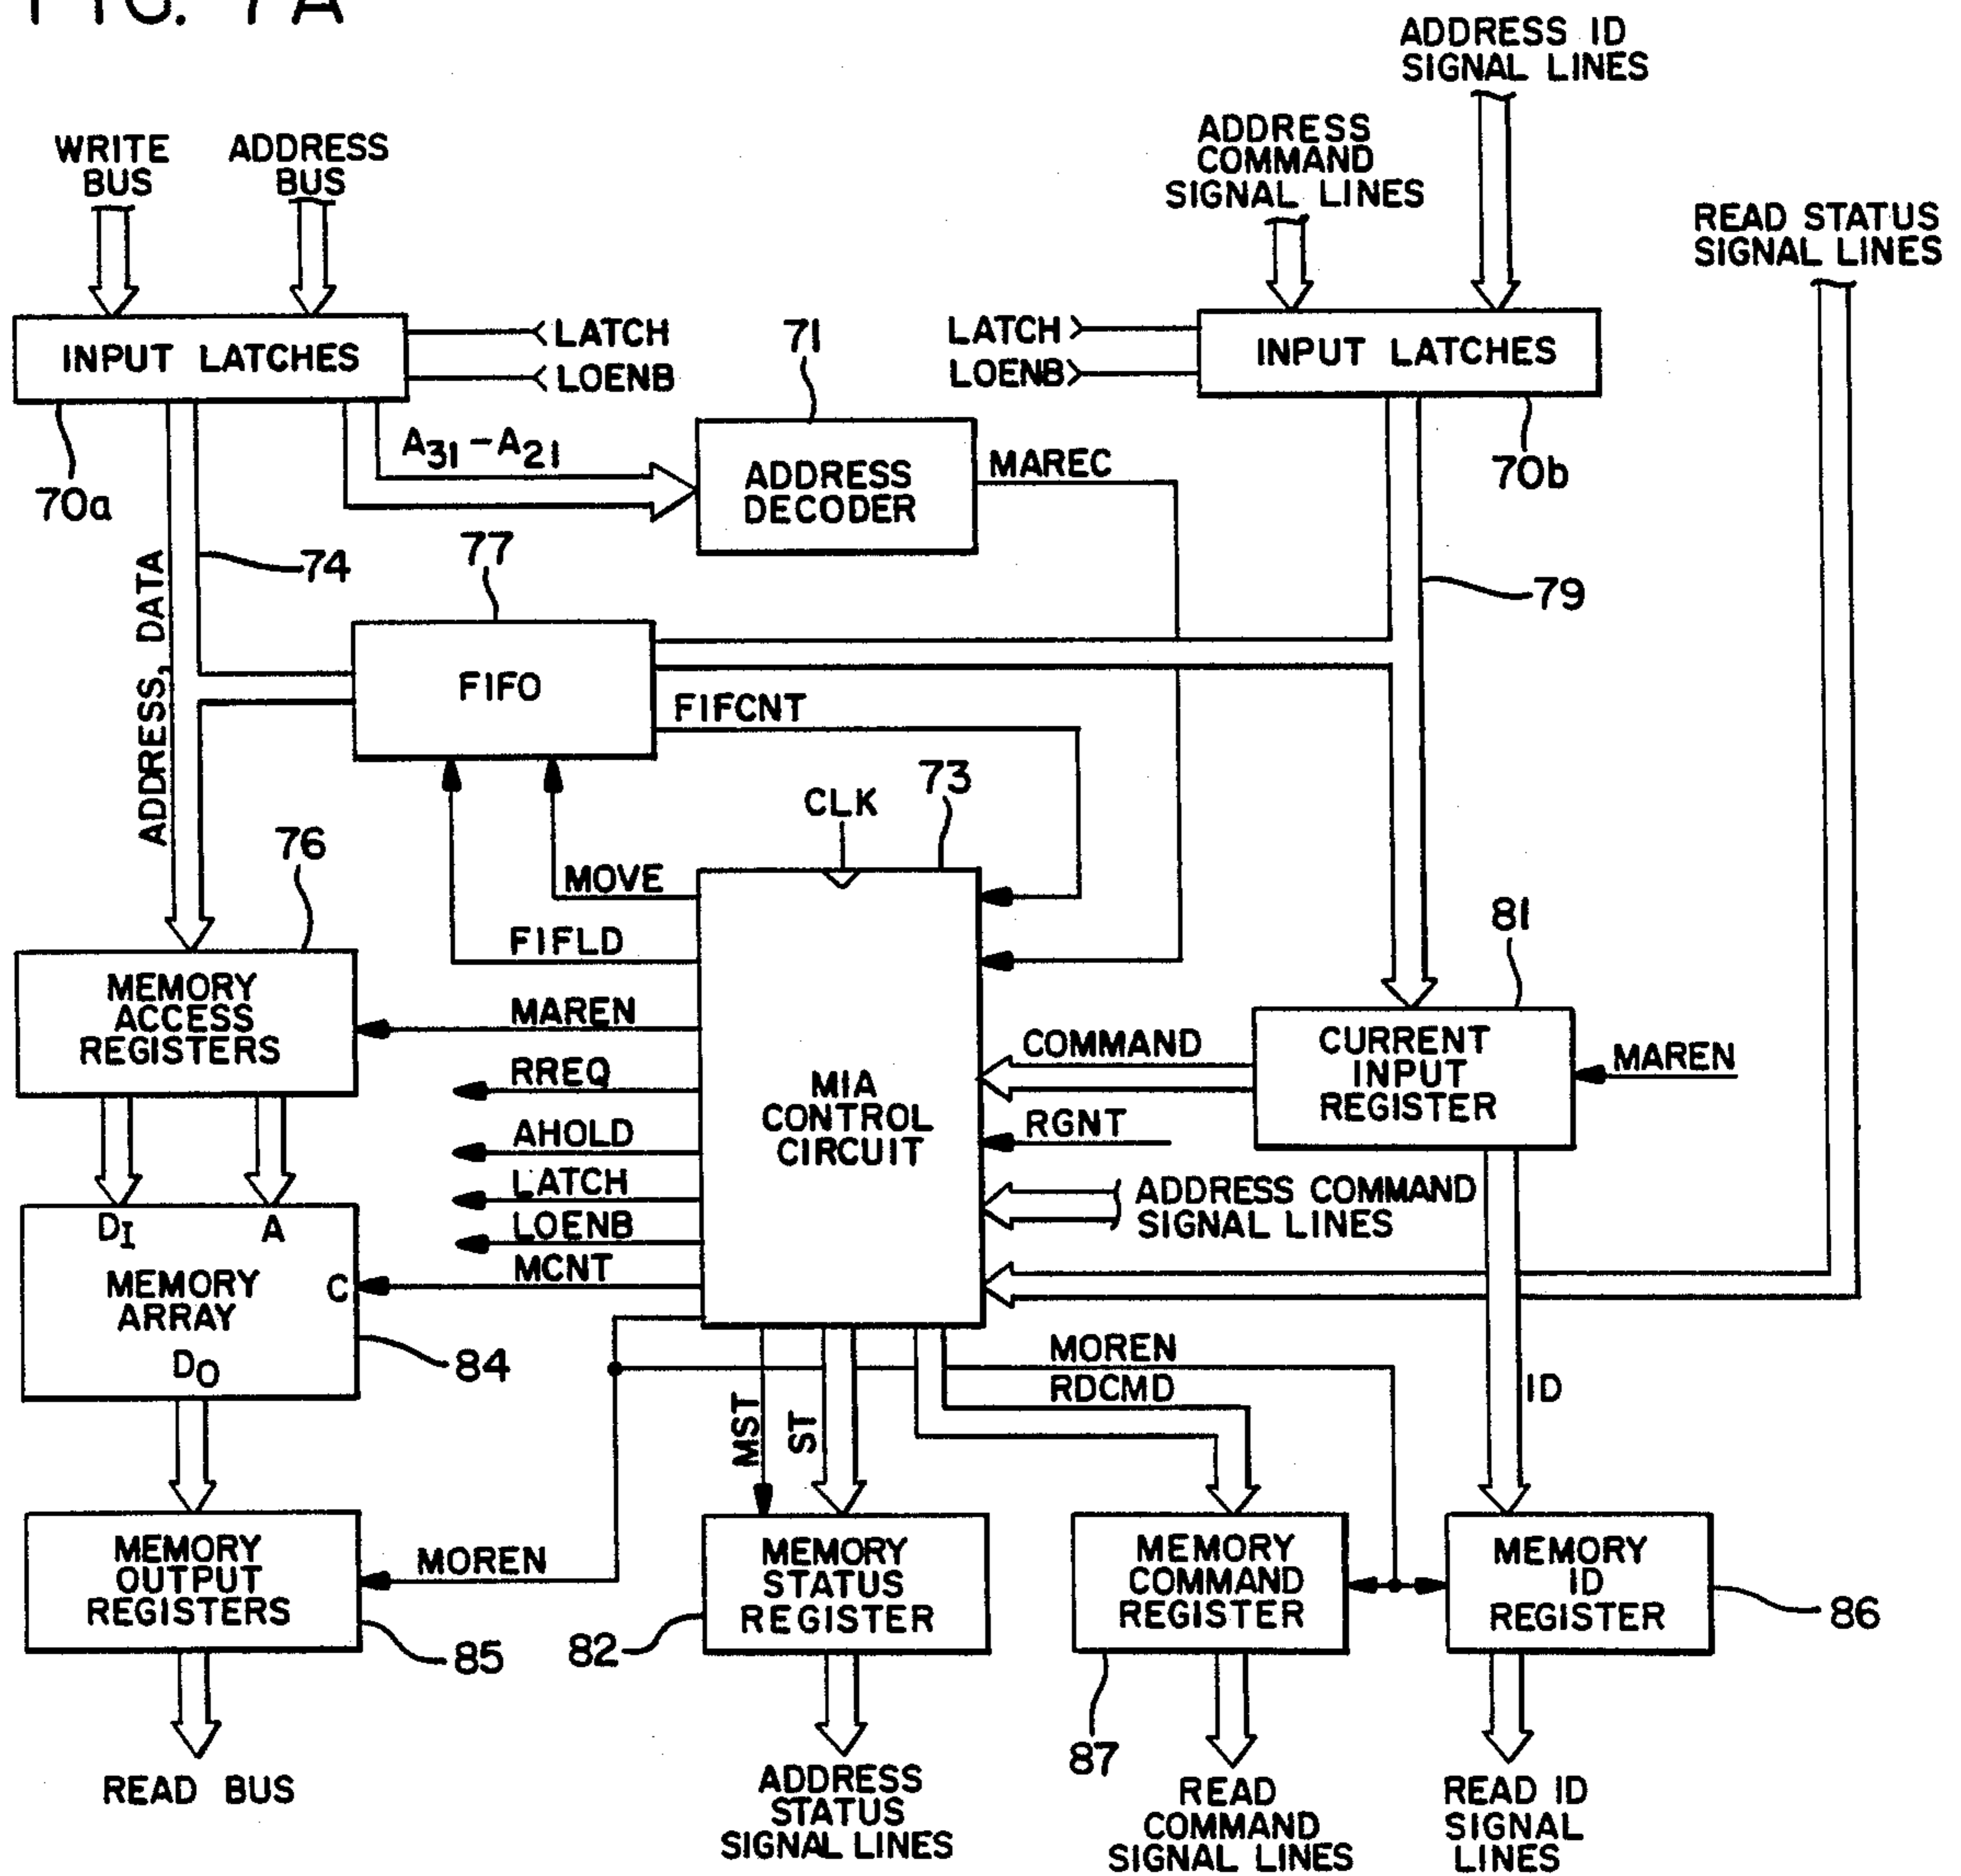 FIG. 7A
ADDRESS ID
SIGNAL LINES
ADDRESS
COMMAND
SIGNAL LINES
WRITE
BUS
ADDRESS
BUS
READ STATUS
SIGNAL LINES
INPUT LATCHES
LATCH
LOENB
71
LATCH
LOENB
INPUT LATCHES
70a
A31-A21
ADDRESS
DECODER
MAREC
70b
74
77
79
ADDRESS, DATA
FIFO
FIFCNT
CLK
73
76
MOVE
FIFLD
81
MEMORY
ACCESS
REGISTERS
MAREN
RREQ
AHOLD
LATCH
LOENB
MCNT
MIA
CONTROL
CIRCUIT
COMMAND
RGNT
ADDRESS COMMAND
SIGNAL LINES
CURRENT
INPUT
REGISTER
MAREN
DI
A
MEMORY
ARRAY
C
DO
84
MST
ST
MOREN
RDCMD
ID
MEMORY
OUTPUT
REGISTERS
MOREN
85
MEMORY
STATUS
REGISTER
82
MEMORY
COMMAND
REGISTER
87
MEMORY
ID
REGISTER
86
READ BUS
ADDRESS
STATUS
SIGNAL LINES
READ
COMMAND
SIGNAL LINES
READ ID
SIGNAL
LINES